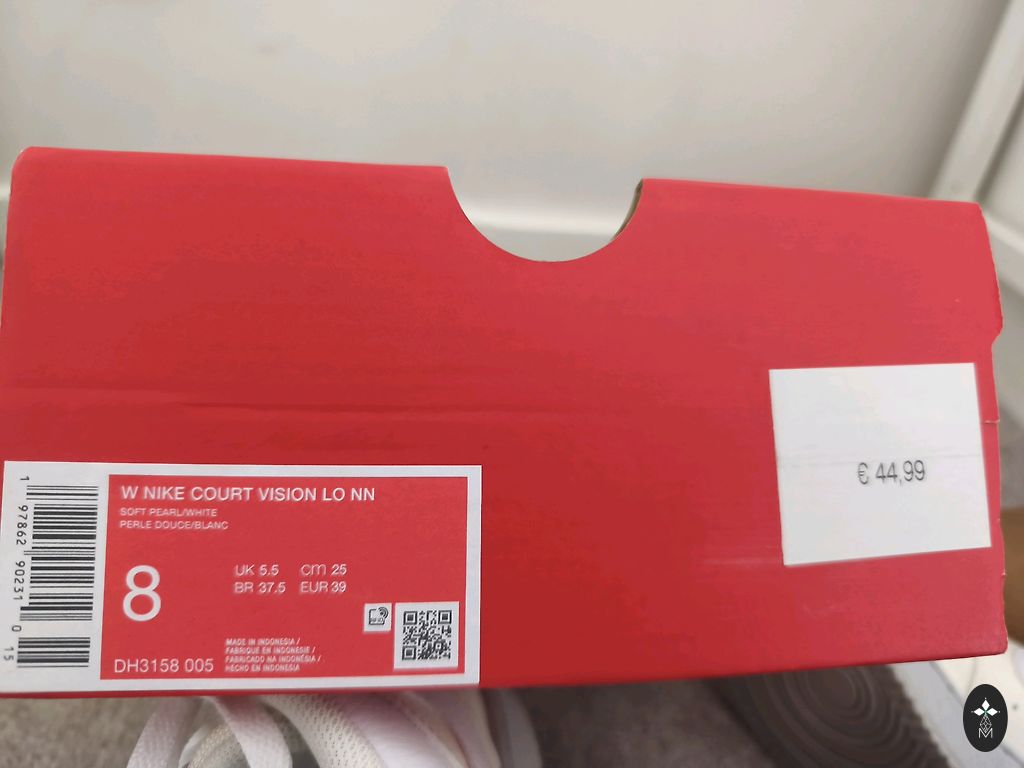 W NIKE COURT VISION LO NN
SOFT PEARL/WHITE
PERLE DOUCE/BLANC
8
UK 5.5 cm 25
BR 37.5 EUR 39
MADE IN INDONESIA /
FABRIQUÉ EN INDONESIE /
FABRICADO NA INDONÉSIA /
HECHO EN INDONESIA
DH3158 005
1 97862 90231 0 15
€ 44,99
M